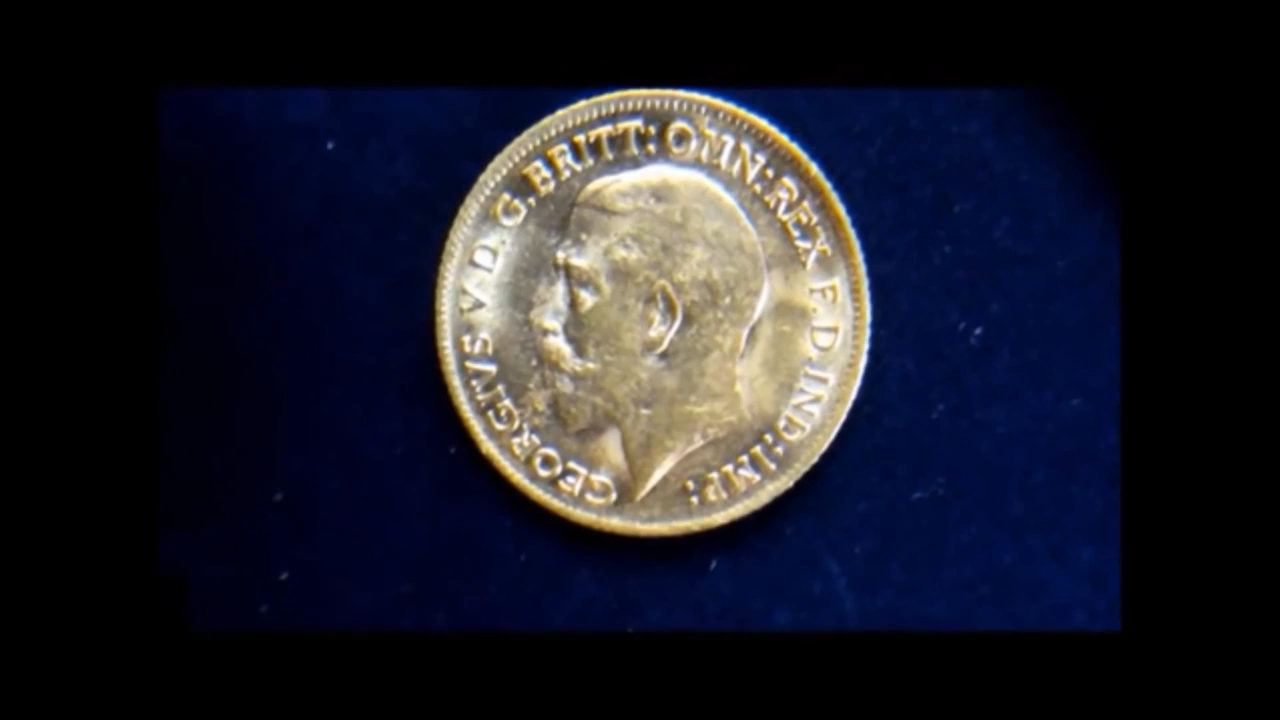 GEORGIVS V D. G. BRITT: OMN: REX F. D. IND: IMP: